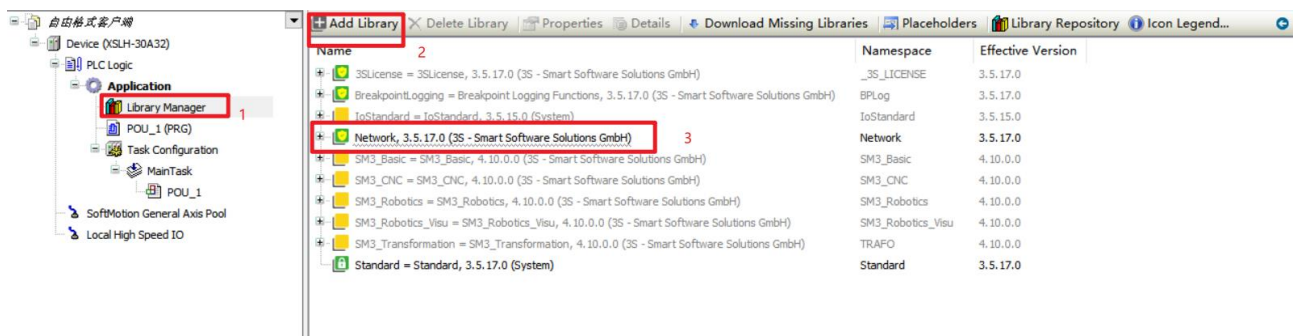 自由格式客户端
Device (XSLH-30A32)
PLC Logic
Application
Library Manager
1
POU_1 (PRG)
Task Configuration
MainTask
POU_1
SoftMotion General Axis Pool
Local High Speed IO
Add Library Delete Library Properties Details Download Missing Libraries Placeholders Library Repository Icon Legend...
2
Name Namespace Effective Version
3SLicense = 3SLicense, 3.5.17.0 (3S - Smart Software Solutions GmbH) _3S_LICENSE 3.5.17.0
BreakpointLogging = Breakpoint Logging Functions, 3.5.17.0 (3S - Smart Software Solutions GmbH) BPLog 3.5.17.0
IoStandard = IoStandard, 3.5.15.0 (System) IoStandard 3.5.15.0
Network, 3.5.17.0 (3S - Smart Software Solutions GmbH) 3 Network 3.5.17.0
SM3_Basic = SM3_Basic, 4.10.0.0 (3S - Smart Software Solutions GmbH) SM3_Basic 4.10.0.0
SM3_CNC = SM3_CNC, 4.10.0.0 (3S - Smart Software Solutions GmbH) SM3_CNC 4.10.0.0
SM3_Robotics = SM3_Robotics, 4.10.0.0 (3S - Smart Software Solutions GmbH) SM3_Robotics 4.10.0.0
SM3_Robotics_Visu = SM3_Robotics_Visu, 4.10.0.0 (3S - Smart Software Solutions GmbH) SM3_Robotics_Visu 4.10.0.0
SM3_Transformation = SM3_Transformation, 4.10.0.0 (3S - Smart Software Solutions GmbH) TRAFO 4.10.0.0
Standard = Standard, 3.5.17.0 (System) Standard 3.5.17.0